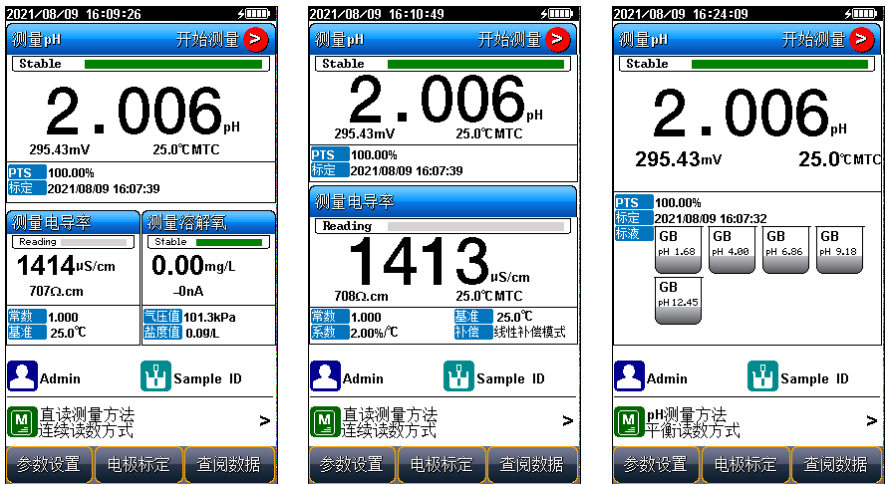 2021/08/09 16:09:26
测量pH 开始测量 >
Stable
2.006pH
295.43mV 25.0℃ MTC
PTS 100.00%
标定 2021/08/09 16:07:39
测量电导率 测量溶解氧
Reading Stable
1414μS/cm 0.00mg/L
707Ω.cm -0nA
常数 1.000 气压值 101.3kPa
基准 25.0℃ 盐度值 0.0g/L
Admin Sample ID
M 直读测量方法
连续读数方式 >
参数设置 电极标定 查阅数据
2021/08/09 16:10:49
测量pH 开始测量 >
Stable
2.006pH
295.43mV 25.0℃ MTC
PTS 100.00%
标定 2021/08/09 16:07:39
测量电导率
Reading
1413μS/cm
708Ω.cm 25.0℃ MTC
常数 1.000 基准 25.0℃
系数 2.00%/℃ 补偿 线性补偿模式
Admin Sample ID
M 直读测量方法
连续读数方式 >
参数设置 电极标定 查阅数据
2021/08/09 16:24:09
测量pH 开始测量 >
Stable
2.006pH
295.43mV 25.0℃ MTC
PTS 100.00%
标定 2021/08/09 16:07:32
标液 GB GB GB GB
pH 1.68 pH 4.00 pH 6.86 pH 9.18
GB
pH 12.45
Admin Sample ID
M pH测量方法
平衡读数方式 >
参数设置 电极标定 查阅数据